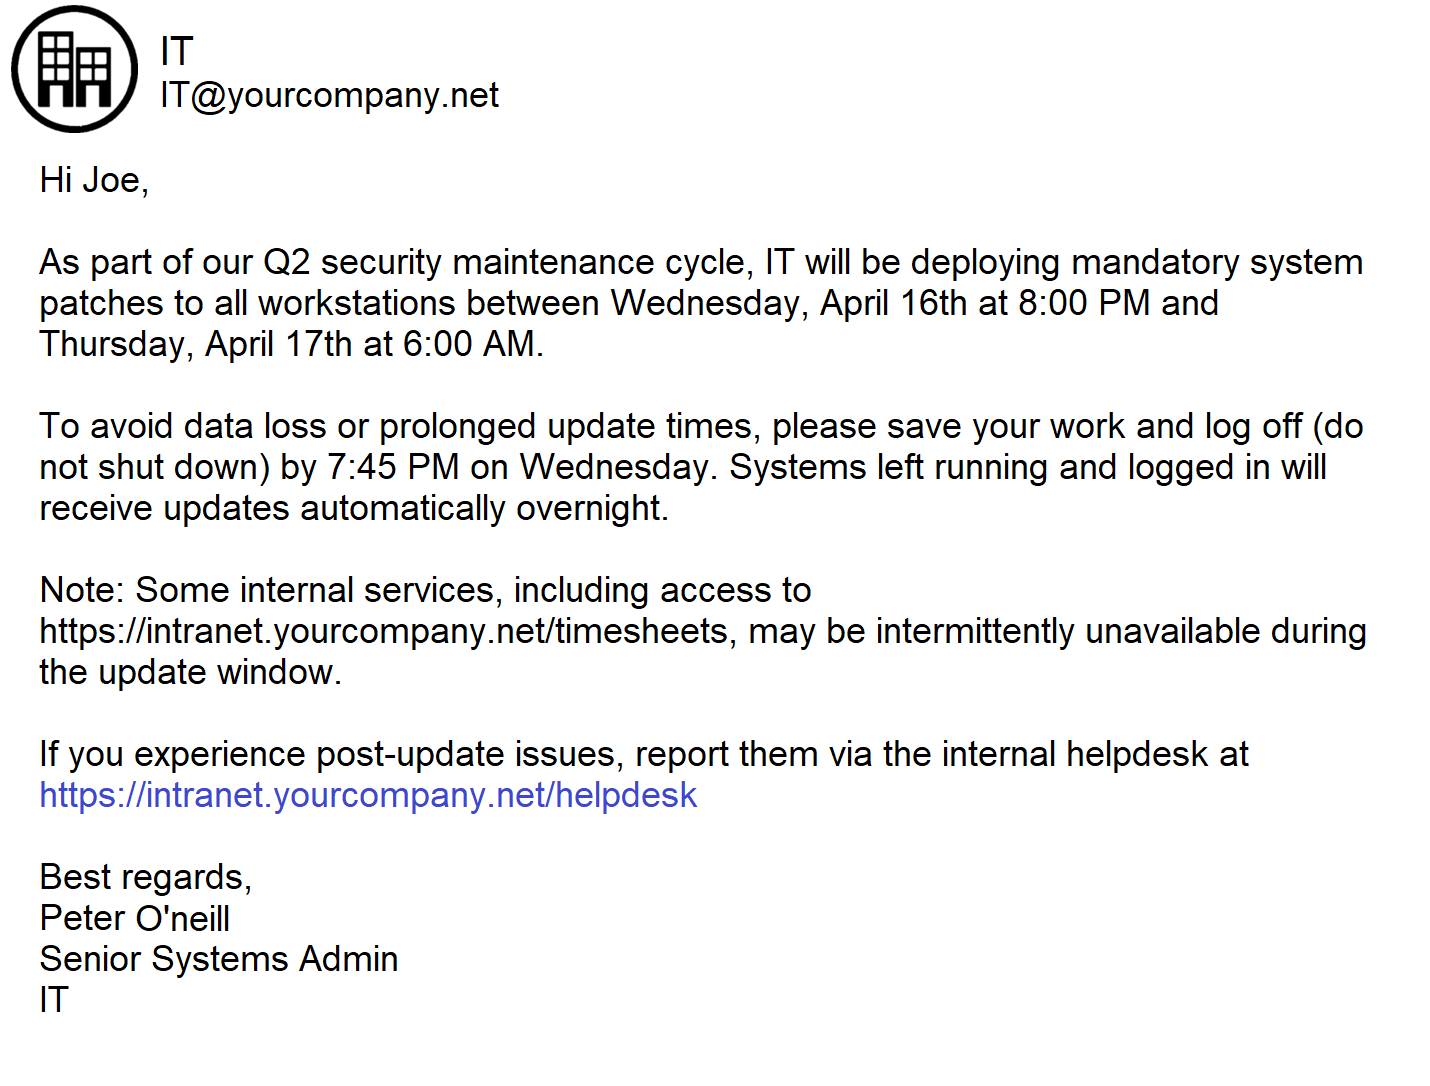 IT
IT@yourcompany.net
Hi Joe,
As part of our Q2 security maintenance cycle, IT will be deploying mandatory system
patches to all workstations between Wednesday, April 16th at 8:00 PM and
Thursday, April 17th at 6:00 AM.
To avoid data loss or prolonged update times, please save your work and log off (do
not shut down) by 7:45 PM on Wednesday. Systems left running and logged in will
receive updates automatically overnight.
Note: Some internal services, including access to
https://intranet.yourcompany.net/timesheets, may be intermittently unavailable during
the update window.
If you experience post-update issues, report them via the internal helpdesk at
https://intranet.yourcompany.net/helpdesk
Best regards,
Peter O'neill
Senior Systems Admin
IT